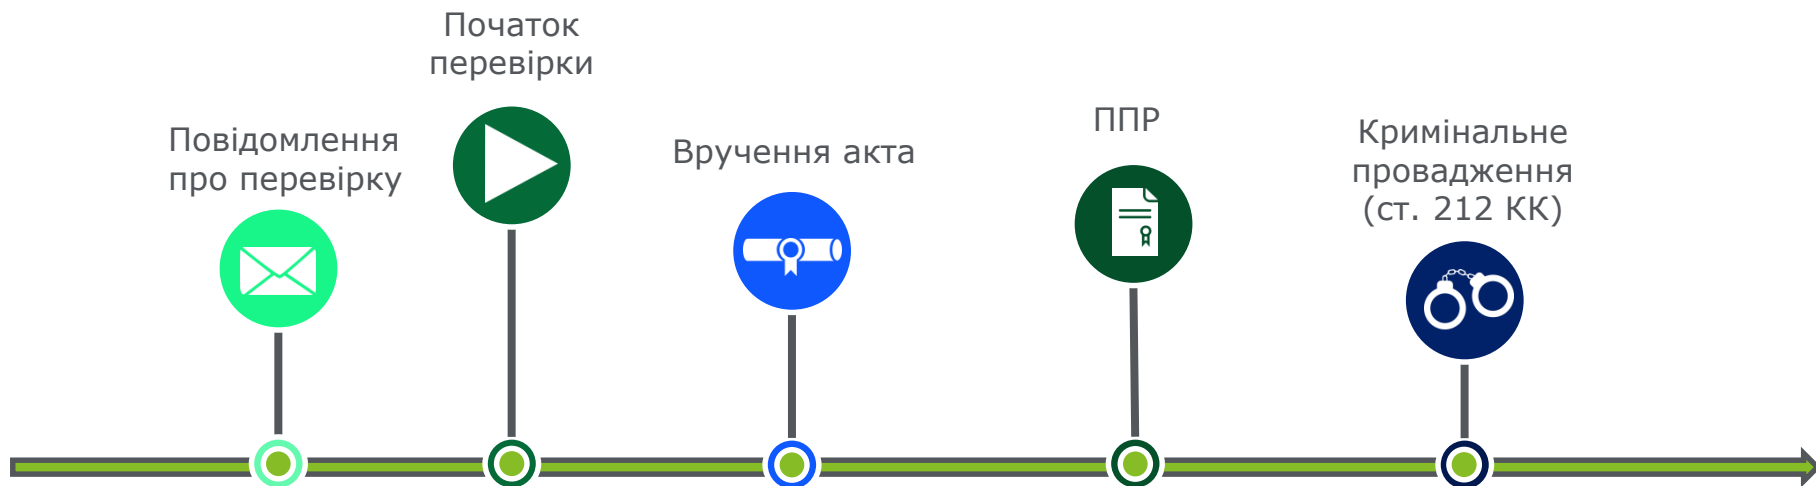 Повідомлення
про перевірку
Початок
перевірки
Вручення акта
ППР
Кримінальне
провадження
(ст. 212 КК)